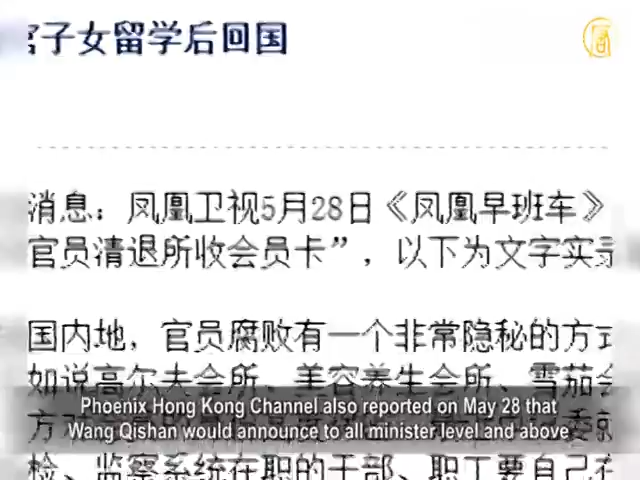 子女留学后回国
消息：凤凰卫视5月28日《凤凰早班车》
官员清退所收会员卡”，以下为文字实录
国内地，官员腐败有一个非常隐秘的方式
如说高尔夫会所、美容养生会所、雪茄会
Phoenix Hong Kong Channel also reported on May 28 that
Wang Qishan would announce to all minister level and above
检、监察系统在职的干部、职工要自己在